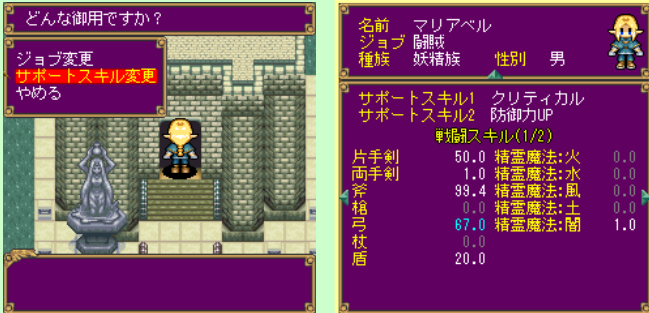 どんな御用ですか？
ジョブ変更
サポートスキル変更
やめる
名前 マリアベル
ジョブ 闘賊
種族 妖精族 性別 男
サポートスキル1 クリティカル
サポートスキル2 防御力UP
戦闘スキル(1/2)
片手剣 50.0 精霊魔法:火 0.0
両手剣 1.0 精霊魔法:水 0.0
斧 99.4 精霊魔法:風 0.0
槍 0.0 精霊魔法:土 0.0
弓 67.0 精霊魔法:闇 1.0
杖 0.0
盾 20.0